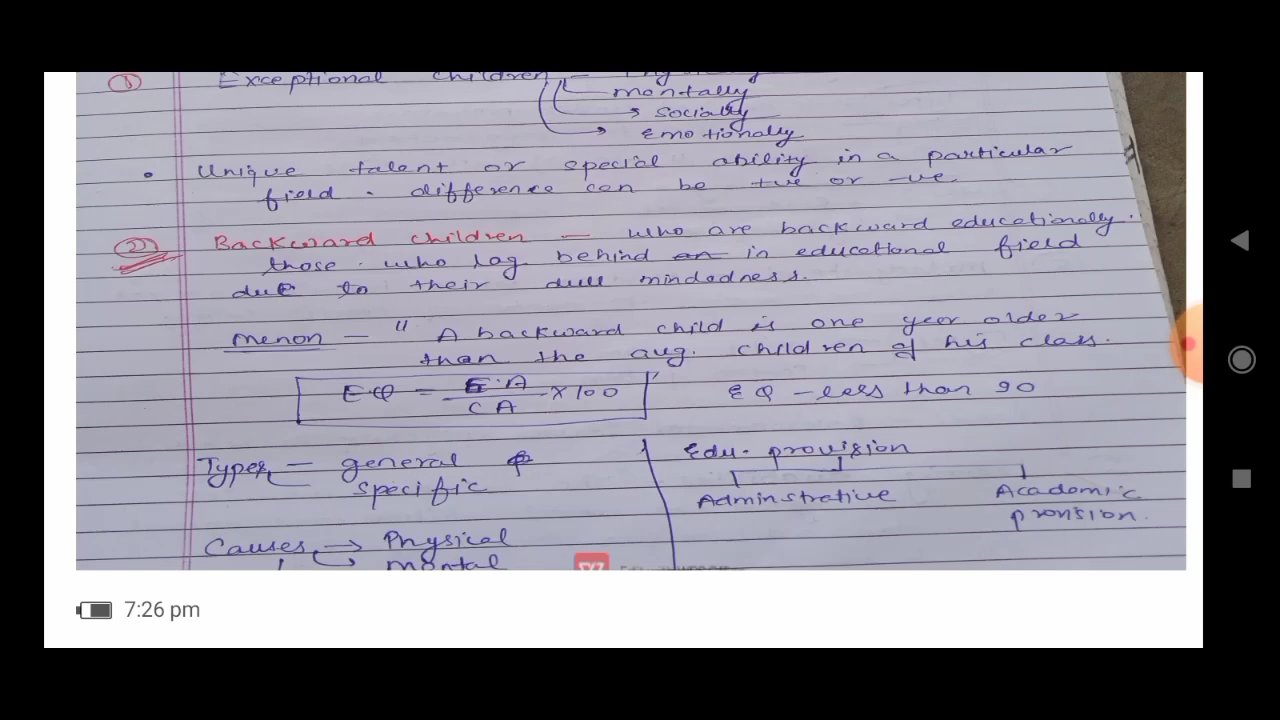 ① Exceptional children –
mentally
→ socially
→ Emotionally
• Unique talent or special ability in a particular
field. difference can be +ve or -ve
② Backward children – who are backward educationally.
those who lag behind in educational field
due to their dull mindedness.
Menon – " A backward child is one year older
than the avg. children of his class. "
EQ = E.A / CA × 100 EQ – less than 90
Types – general
specific
Edu. provision
Adminstrative Academic
provision.
Causes → Physical
→ mental
7:26 pm